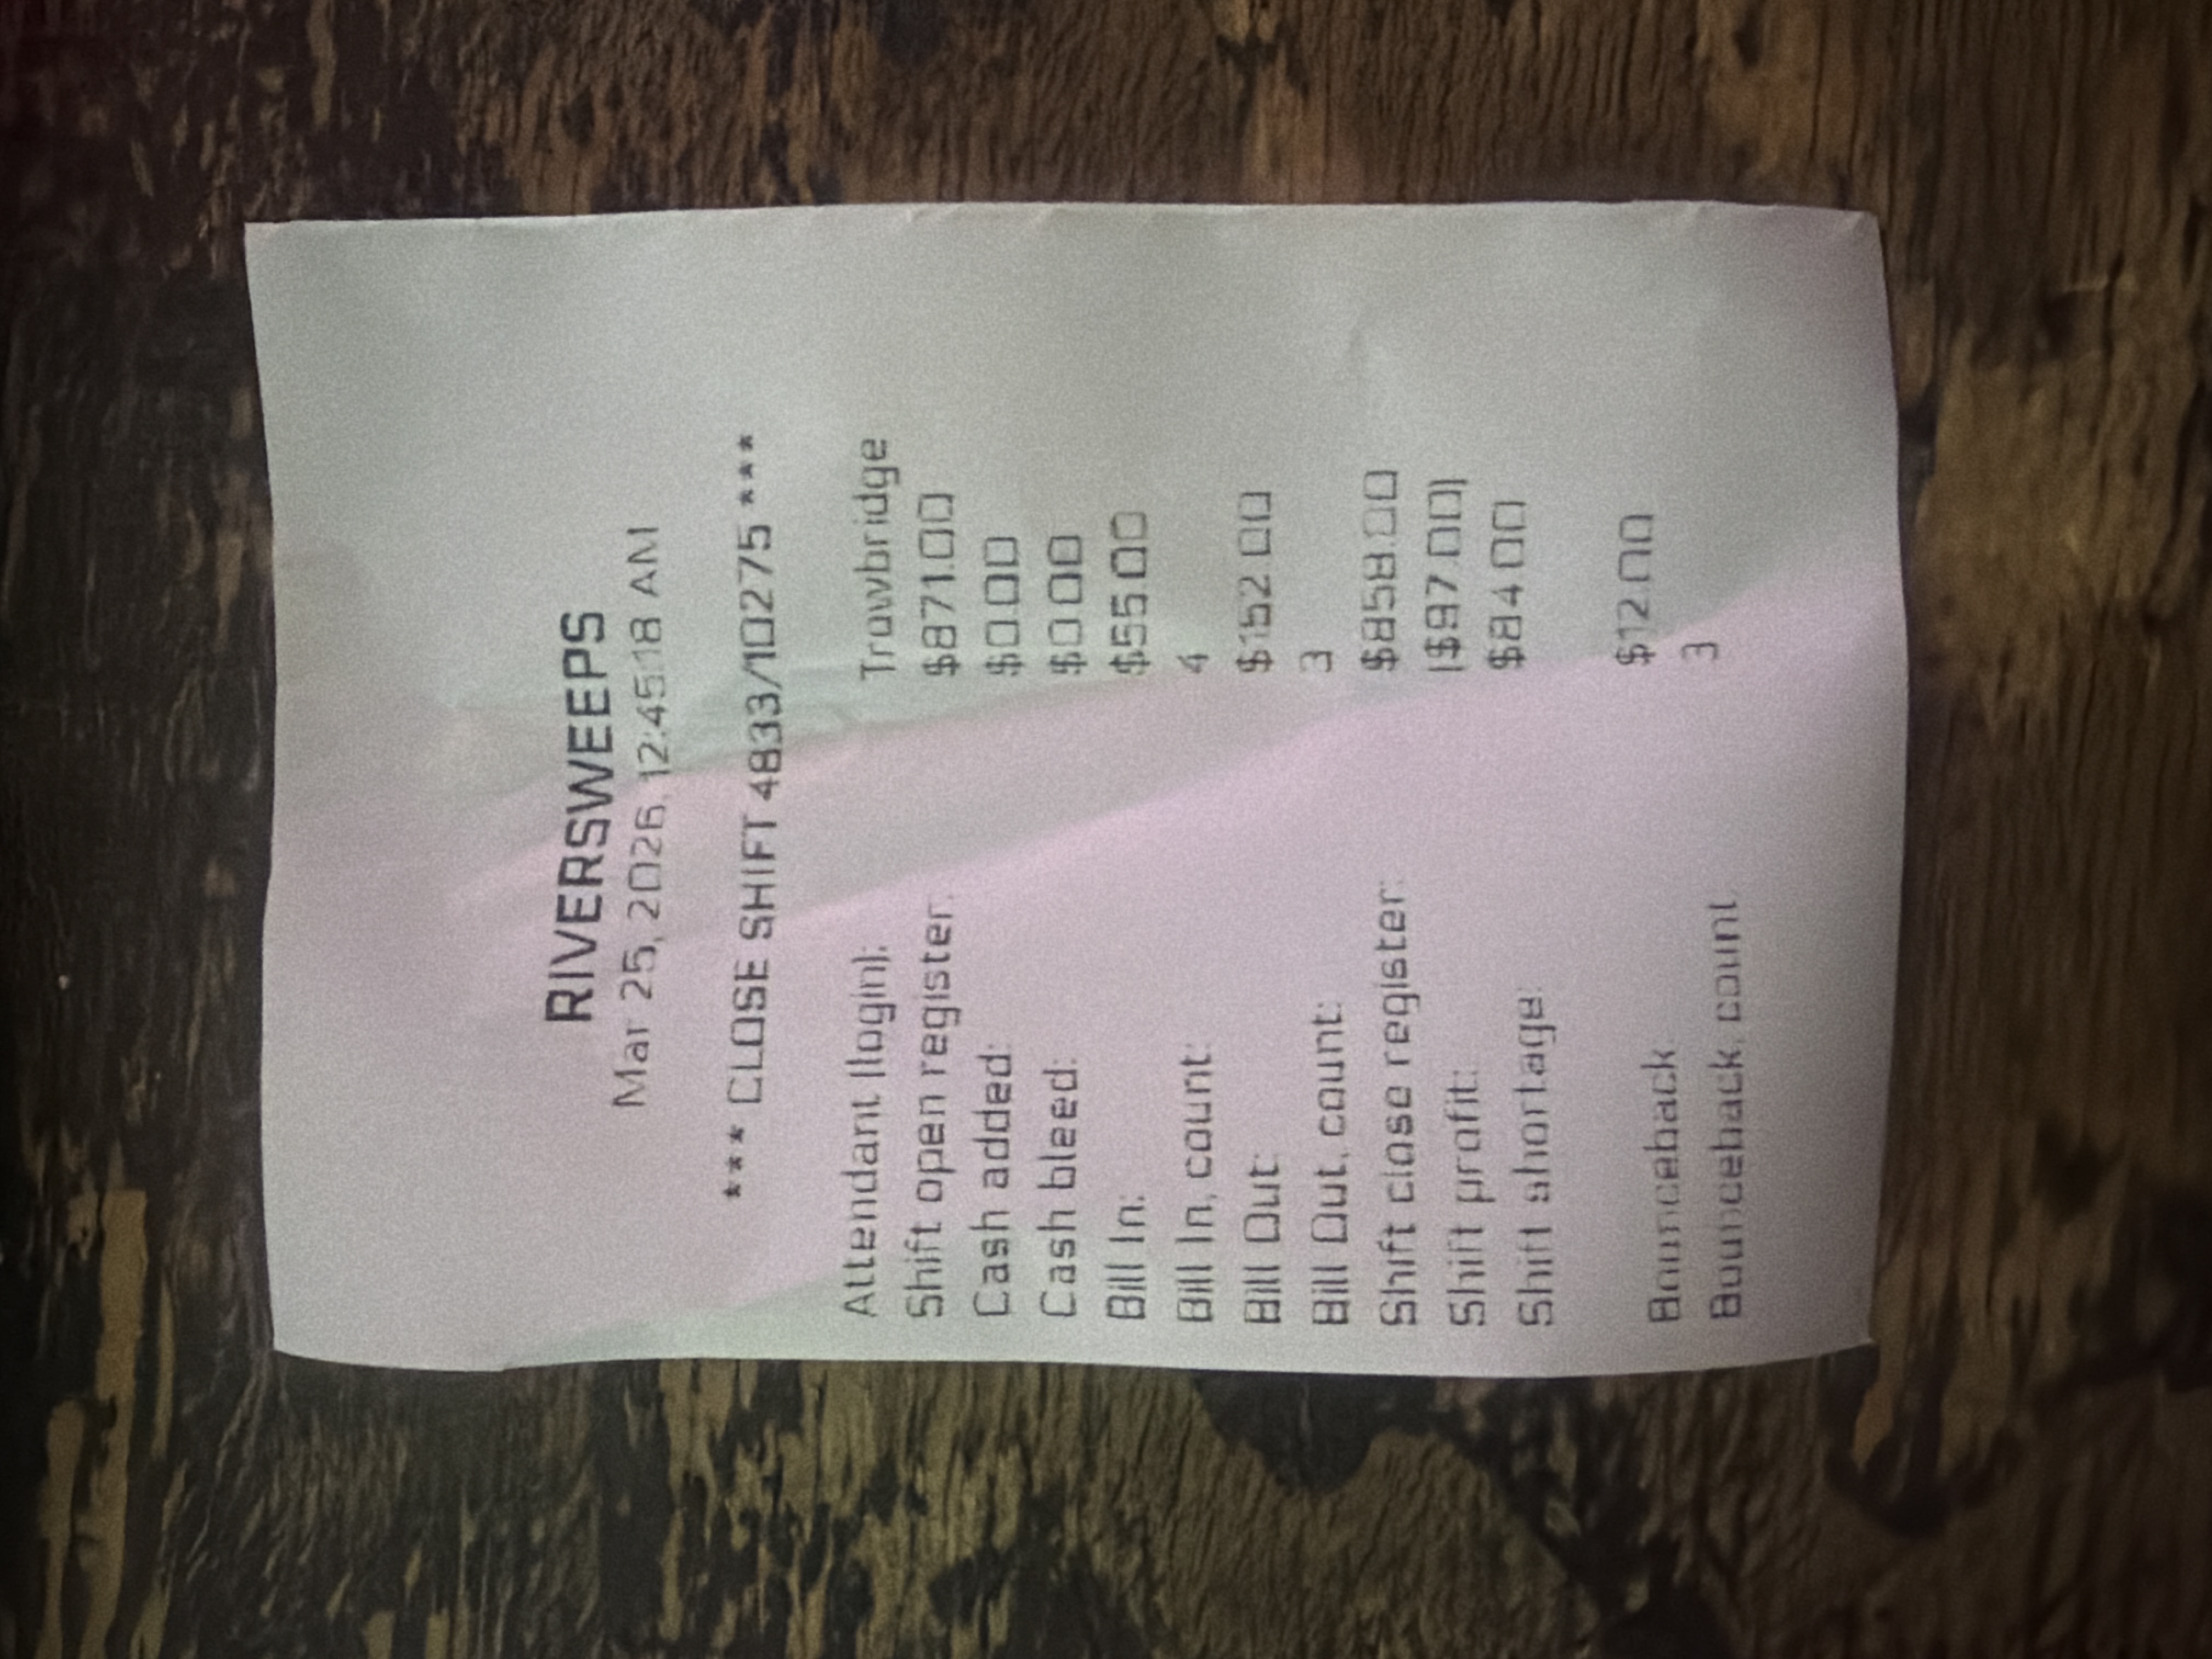 RIVERSWEEPS
Mar 25, 2026, 12:45:18 AM
*** CLOSE SHIFT 4833/10275 ***
Attendant (login): Trowbridge
Shift open register: $871.00
Cash added: $0.00
Cash bleed: $0.00
Bill In: $55.00
Bill In, count: 4
Bill Out: $152.00
Bill Out, count: 3
Shift close register: $858.00
Shift profit: ($97.00)
Shift shortage: $84.00
Bounceback $12.00
Bounceback, count 3